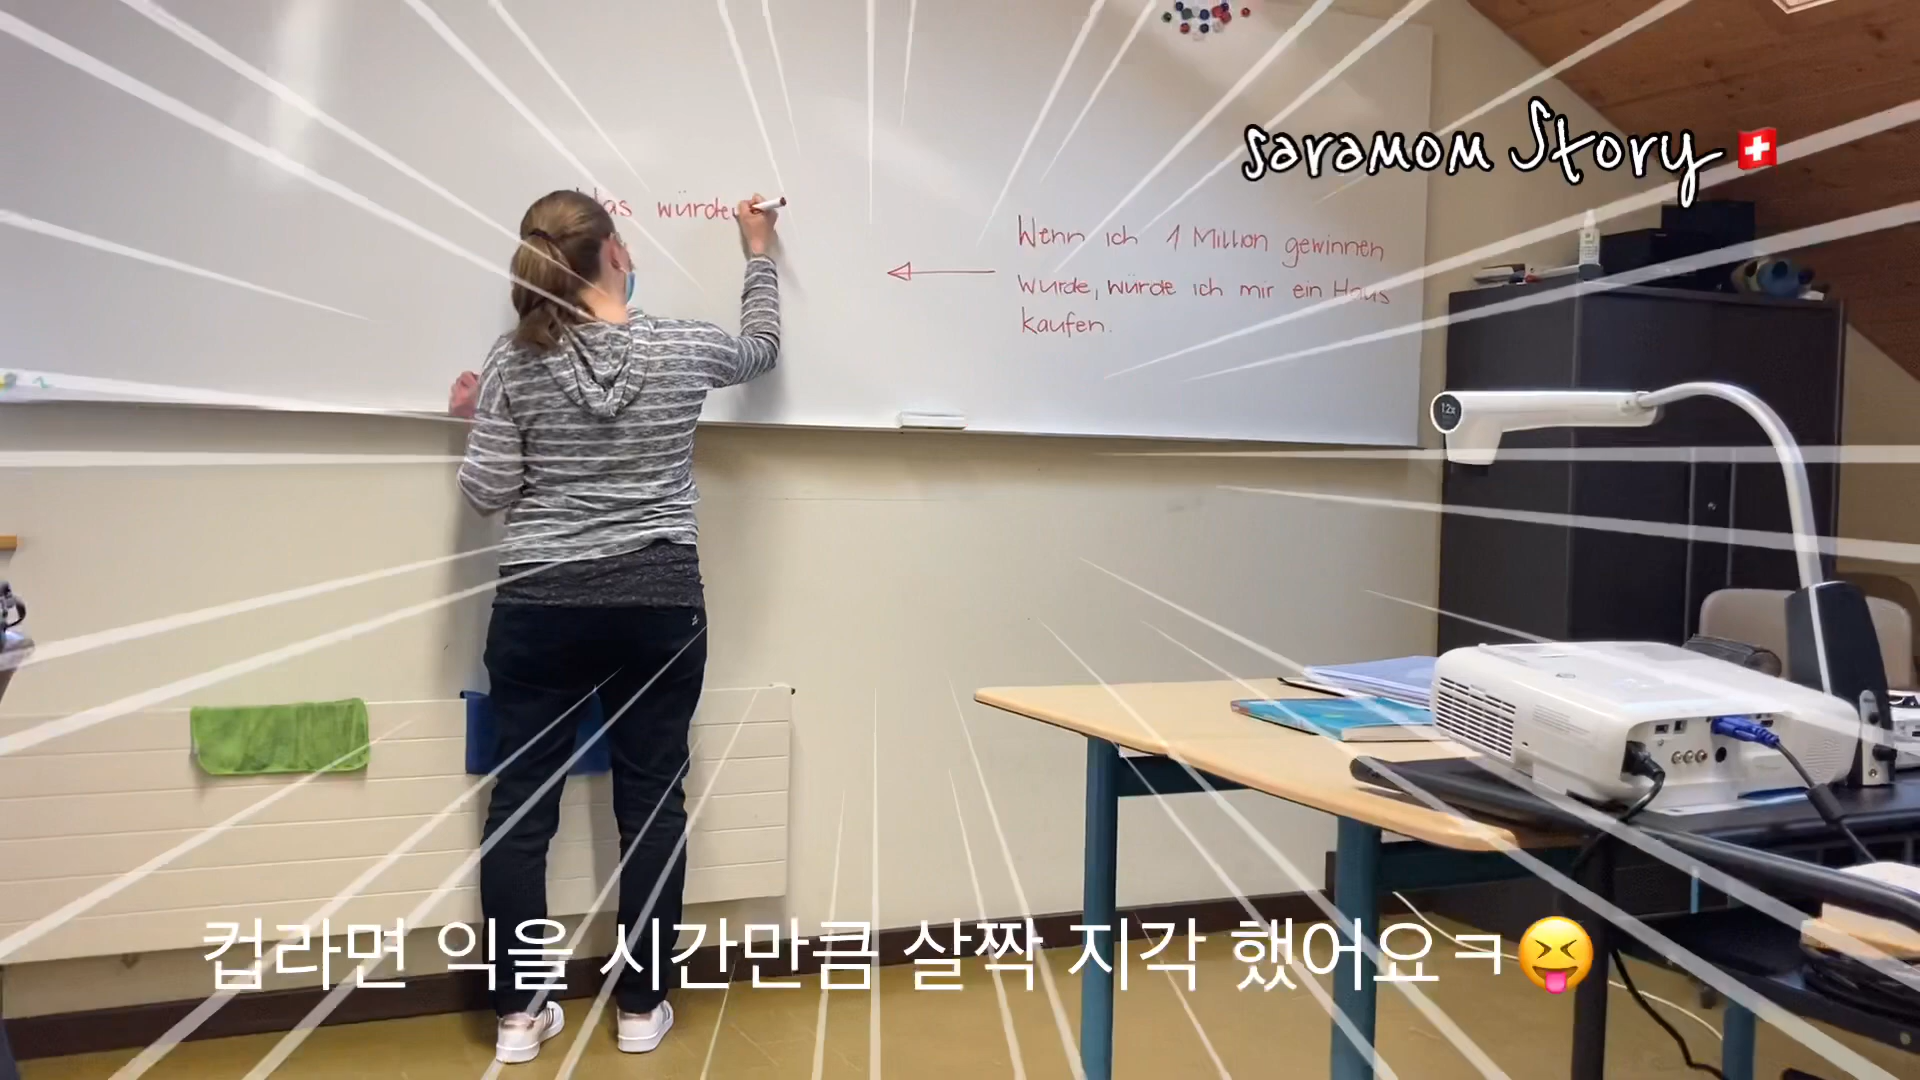 saramom Story
Was würde
Wenn ich 1 Million gewinnen
würde, würde ich mir ein Haus
kaufen.
12x
컵라면 익을 시간만큼 살짝 지각 했어요ㅋ😝